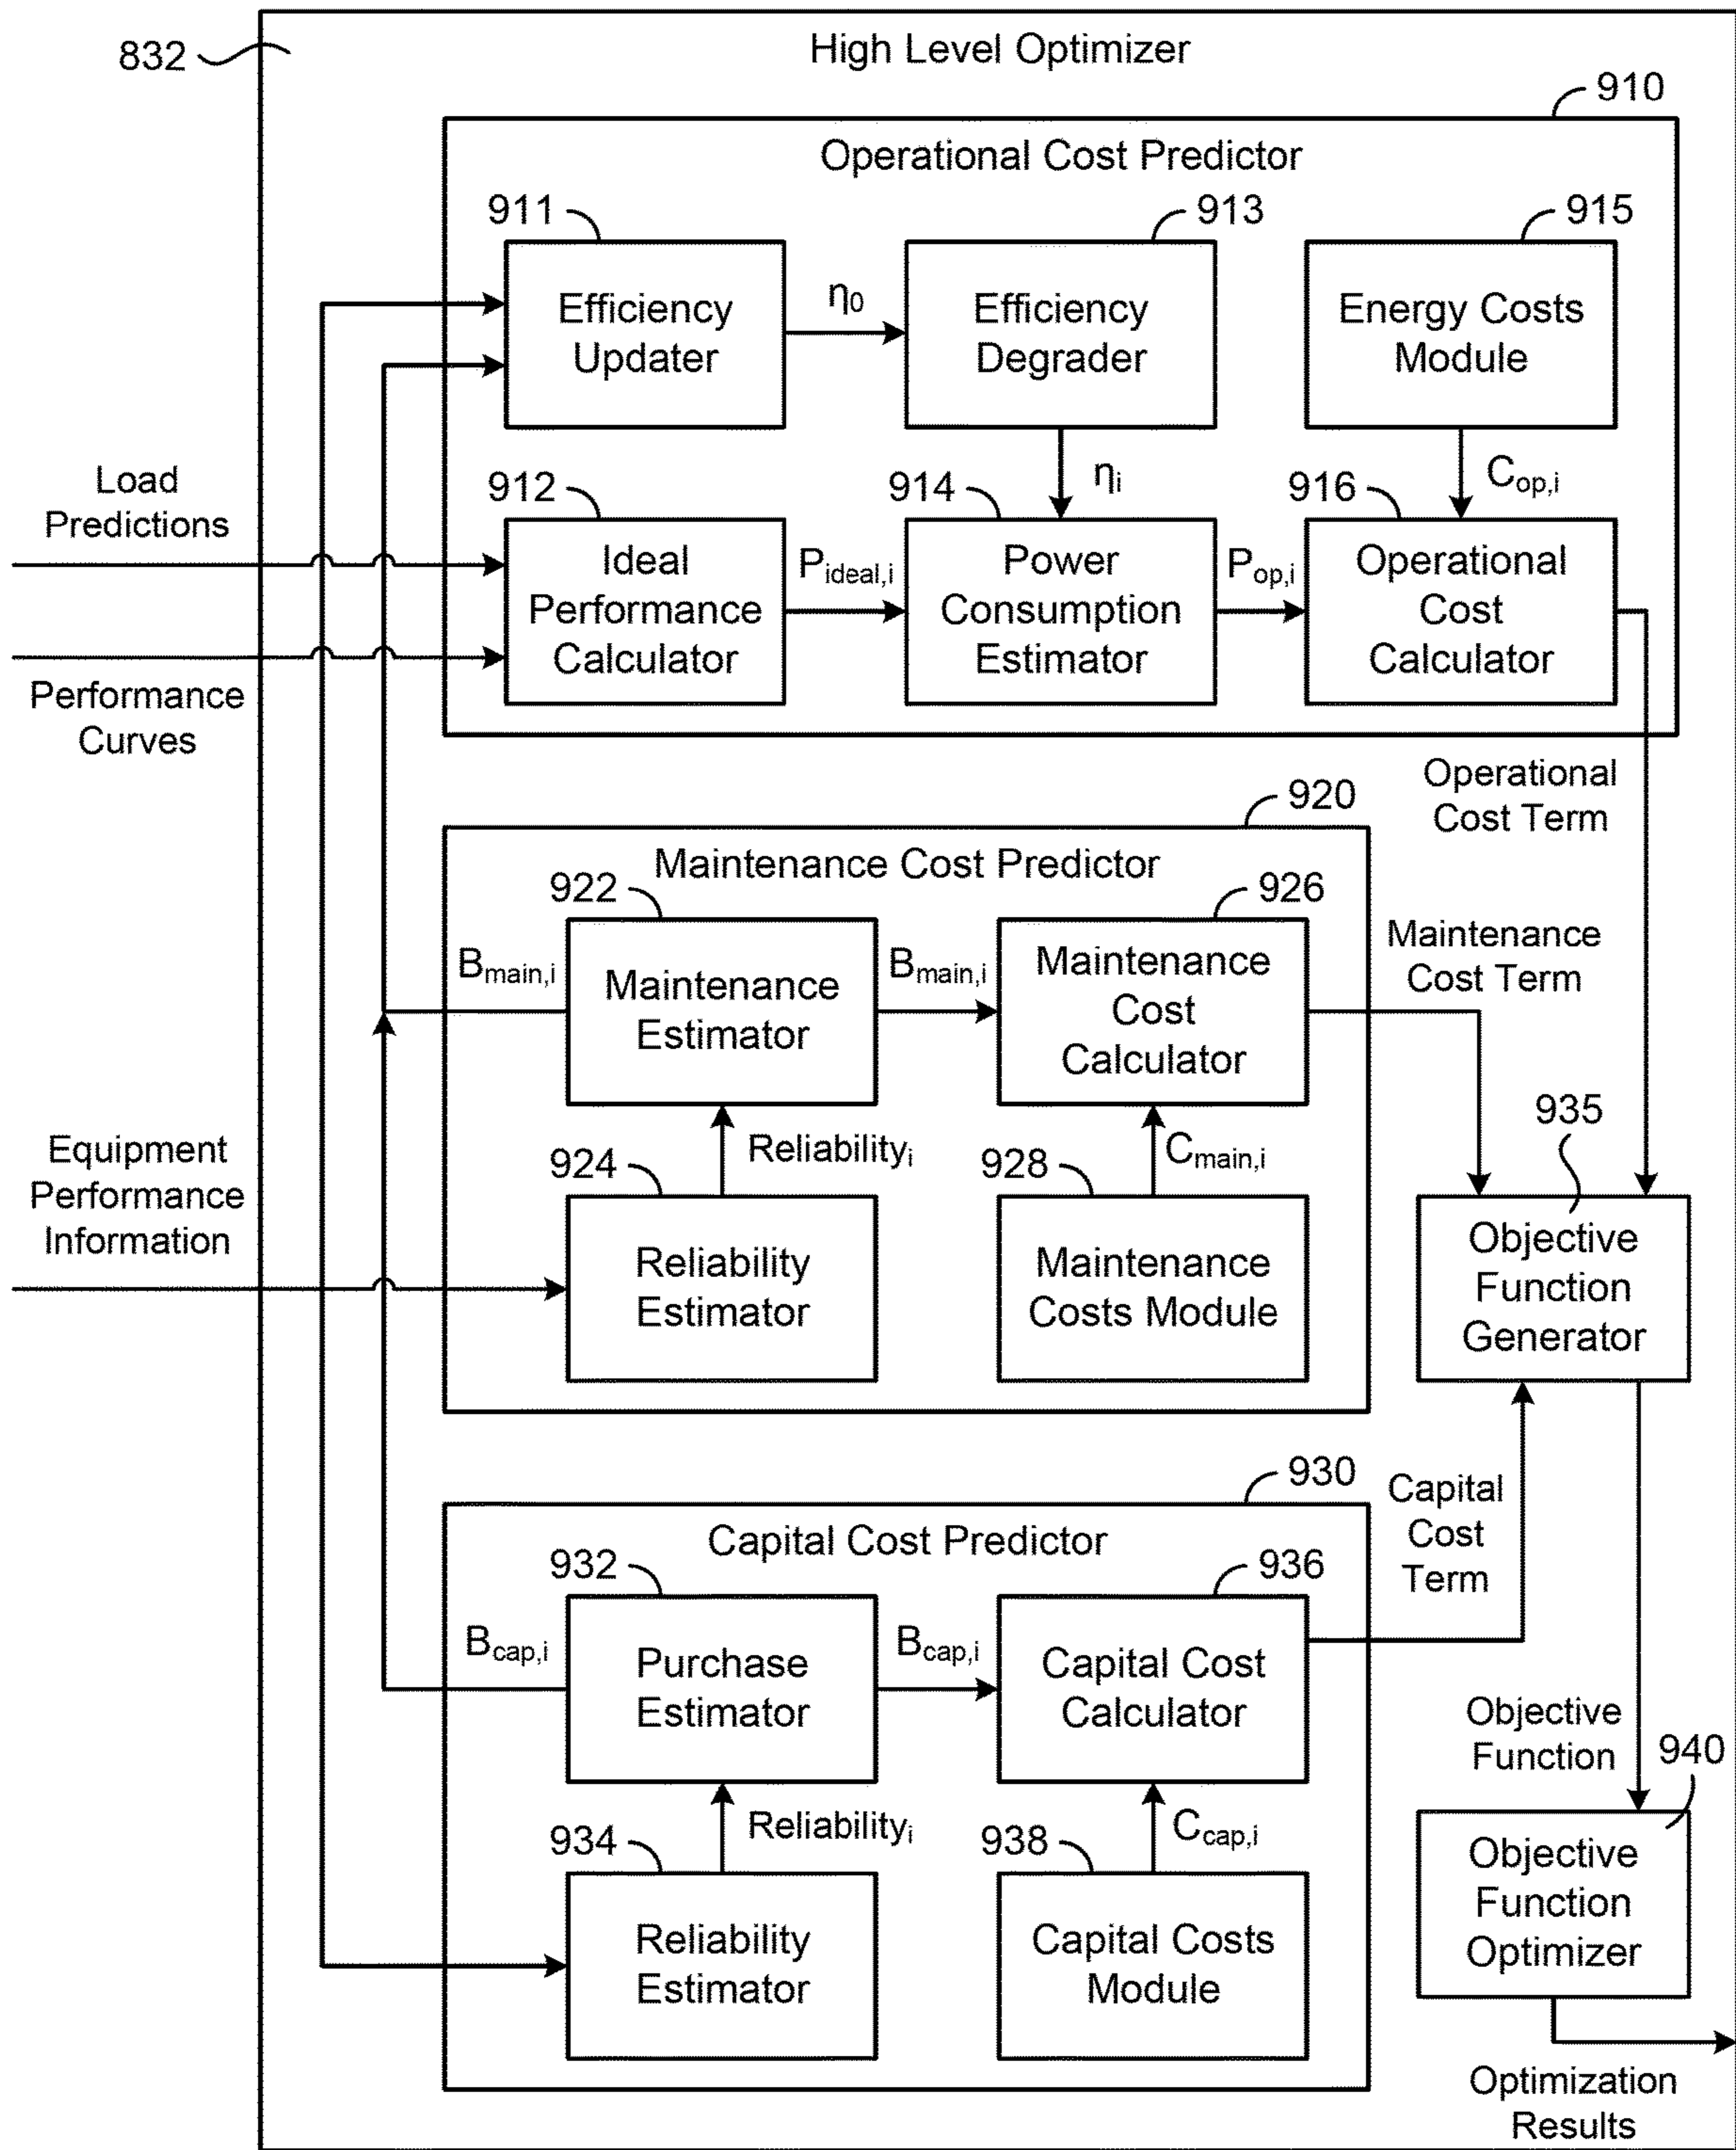 832
High Level Optimizer
910
Operational Cost Predictor
911
913
915
Efficiency
Updater
η0
Efficiency
Degrader
Energy Costs
Module
Load
Predictions
912
914
ηi
916
Cop,i
Ideal
Performance
Calculator
Pideal,i
Power
Consumption
Estimator
Pop,i
Operational
Cost
Calculator
Performance
Curves
Operational
Cost Term
920
Maintenance Cost Predictor
922
926
Bmain,i
Maintenance
Estimator
Bmain,i
Maintenance
Cost
Calculator
Maintenance
Cost Term
935
Equipment
Performance
Information
924
Reliabilityi
928
Cmain,i
Reliability
Estimator
Maintenance
Costs Module
Objective
Function
Generator
930
Capital Cost Predictor
Capital
Cost
Term
932
936
Bcap,i
Purchase
Estimator
Bcap,i
Capital Cost
Calculator
Objective
Function
940
934
Reliabilityi
938
Ccap,i
Reliability
Estimator
Capital Costs
Module
Objective
Function
Optimizer
Optimization
Results